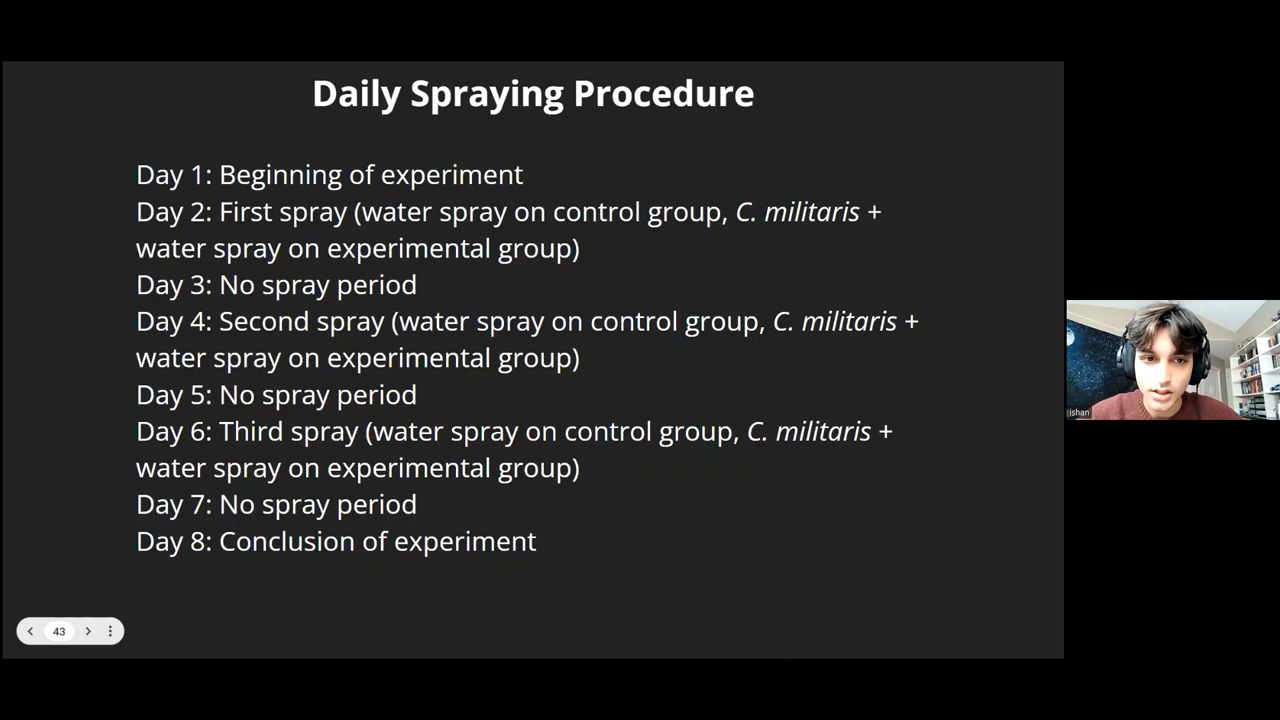 Daily Spraying Procedure
Day 1: Beginning of experiment
Day 2: First spray (water spray on control group, C. militaris +
water spray on experimental group)
Day 3: No spray period
Day 4: Second spray (water spray on control group, C. militaris +
water spray on experimental group)
Day 5: No spray period
Day 6: Third spray (water spray on control group, C. militaris +
water spray on experimental group)
Day 7: No spray period
Day 8: Conclusion of experiment
43
ishan